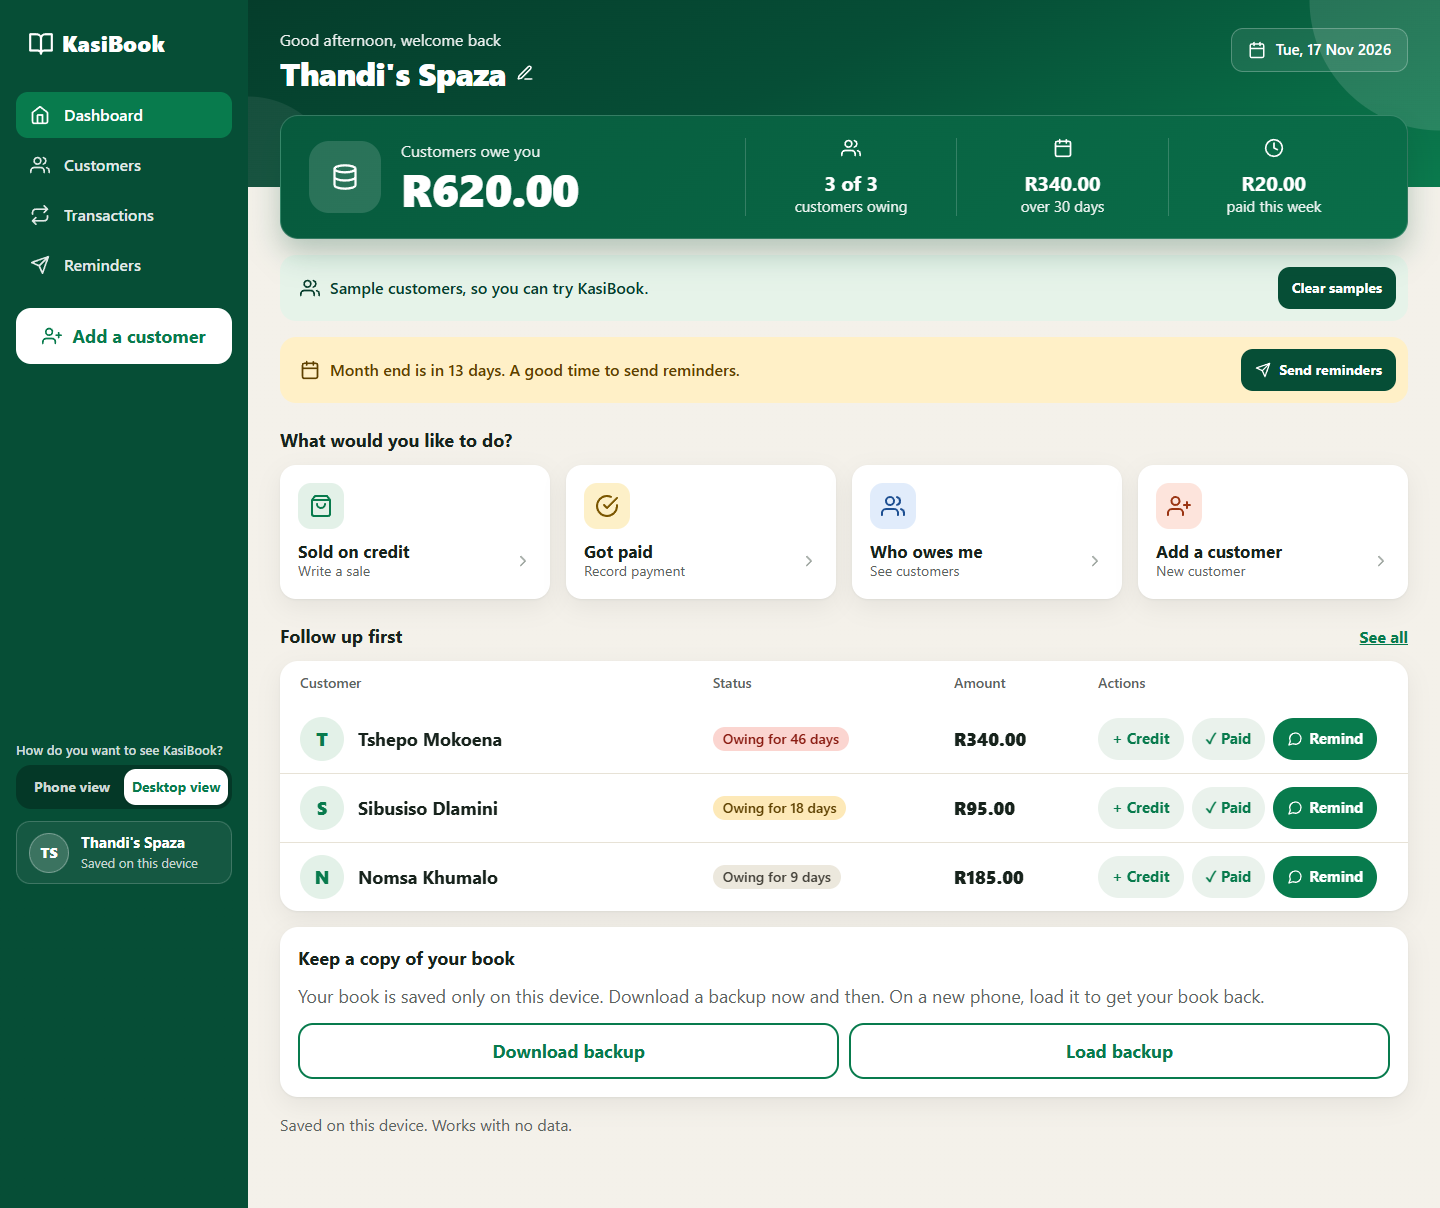 KasiBook
Dashboard
Customers
Transactions
Reminders
Add a customer
How do you want to see KasiBook?
Phone view
Desktop view
TS
Thandi's Spaza
Saved on this device
Good afternoon, welcome back
Thandi's Spaza
Tue, 17 Nov 2026
Customers owe you
R620.00
3 of 3
customers owing
R340.00
over 30 days
R20.00
paid this week
Sample customers, so you can try KasiBook.
Clear samples
Month end is in 13 days. A good time to send reminders.
Send reminders
What would you like to do?
Sold on credit
Write a sale
Got paid
Record payment
Who owes me
See customers
Add a customer
New customer
Follow up first
See all
Customer Status Amount Actions
T Tshepo Mokoena Owing for 46 days R340.00 + Credit ✓ Paid Remind
S Sibusiso Dlamini Owing for 18 days R95.00 + Credit ✓ Paid Remind
N Nomsa Khumalo Owing for 9 days R185.00 + Credit ✓ Paid Remind
Keep a copy of your book
Your book is saved only on this device. Download a backup now and then. On a new phone, load it to get your book back.
Download backup
Load backup
Saved on this device. Works with no data.